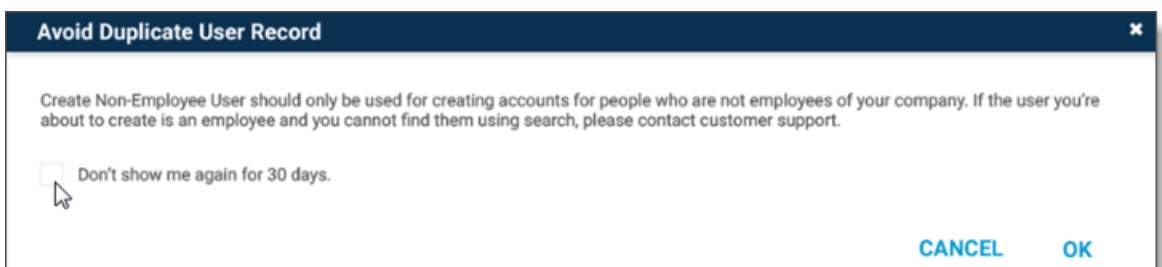 Avoid Duplicate User Record
Create Non-Employee User should only be used for creating accounts for people who are not employees of your company. If the user you're
about to create is an employee and you cannot find them using search, please contact customer support.
Don't show me again for 30 days.
CANCEL OK